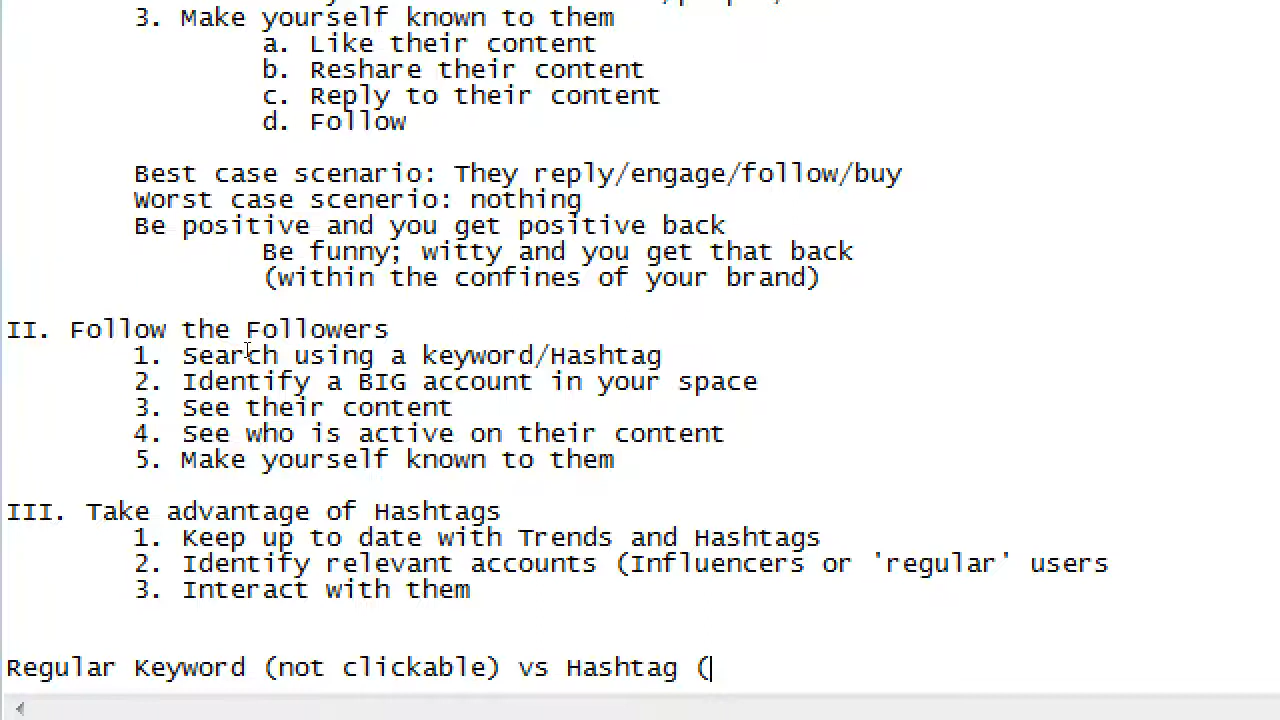 3. Make yourself known to them
a. Like their content
b. Reshare their content
c. Reply to their content
d. Follow
Best case scenario: They reply/engage/follow/buy
Worst case scenerio: nothing
Be positive and you get positive back
Be funny; witty and you get that back
(within the confines of your brand)
II. Follow the Followers
1. Search using a keyword/Hashtag
2. Identify a BIG account in your space
3. See their content
4. See who is active on their content
5. Make yourself known to them
III. Take advantage of Hashtags
1. Keep up to date with Trends and Hashtags
2. Identify relevant accounts (Influencers or 'regular' users
3. Interact with them
Regular Keyword (not clickable) vs Hashtag (